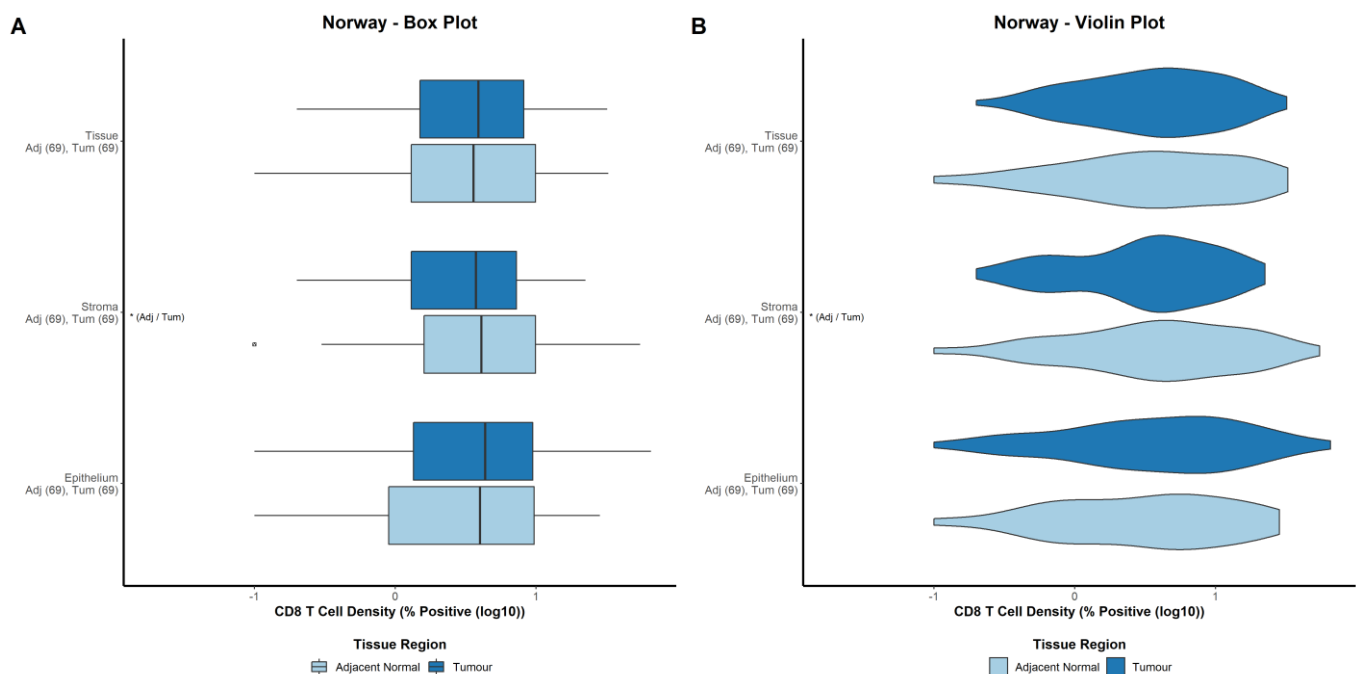 A
Norway - Box Plot
Tissue
Adj (69), Tum (69)
Stroma
Adj (69), Tum (69)
* (Adj / Tum)
Epithelium
Adj (69), Tum (69)
-1
0
1
CD8 T Cell Density (% Positive (log10))
Tissue Region
Adjacent Normal
Tumour
B
Norway - Violin Plot
Tissue
Adj (69), Tum (69)
Stroma
Adj (69), Tum (69)
* (Adj / Tum)
Epithelium
Adj (69), Tum (69)
-1
0
1
CD8 T Cell Density (% Positive (log10))
Tissue Region
Adjacent Normal
Tumour